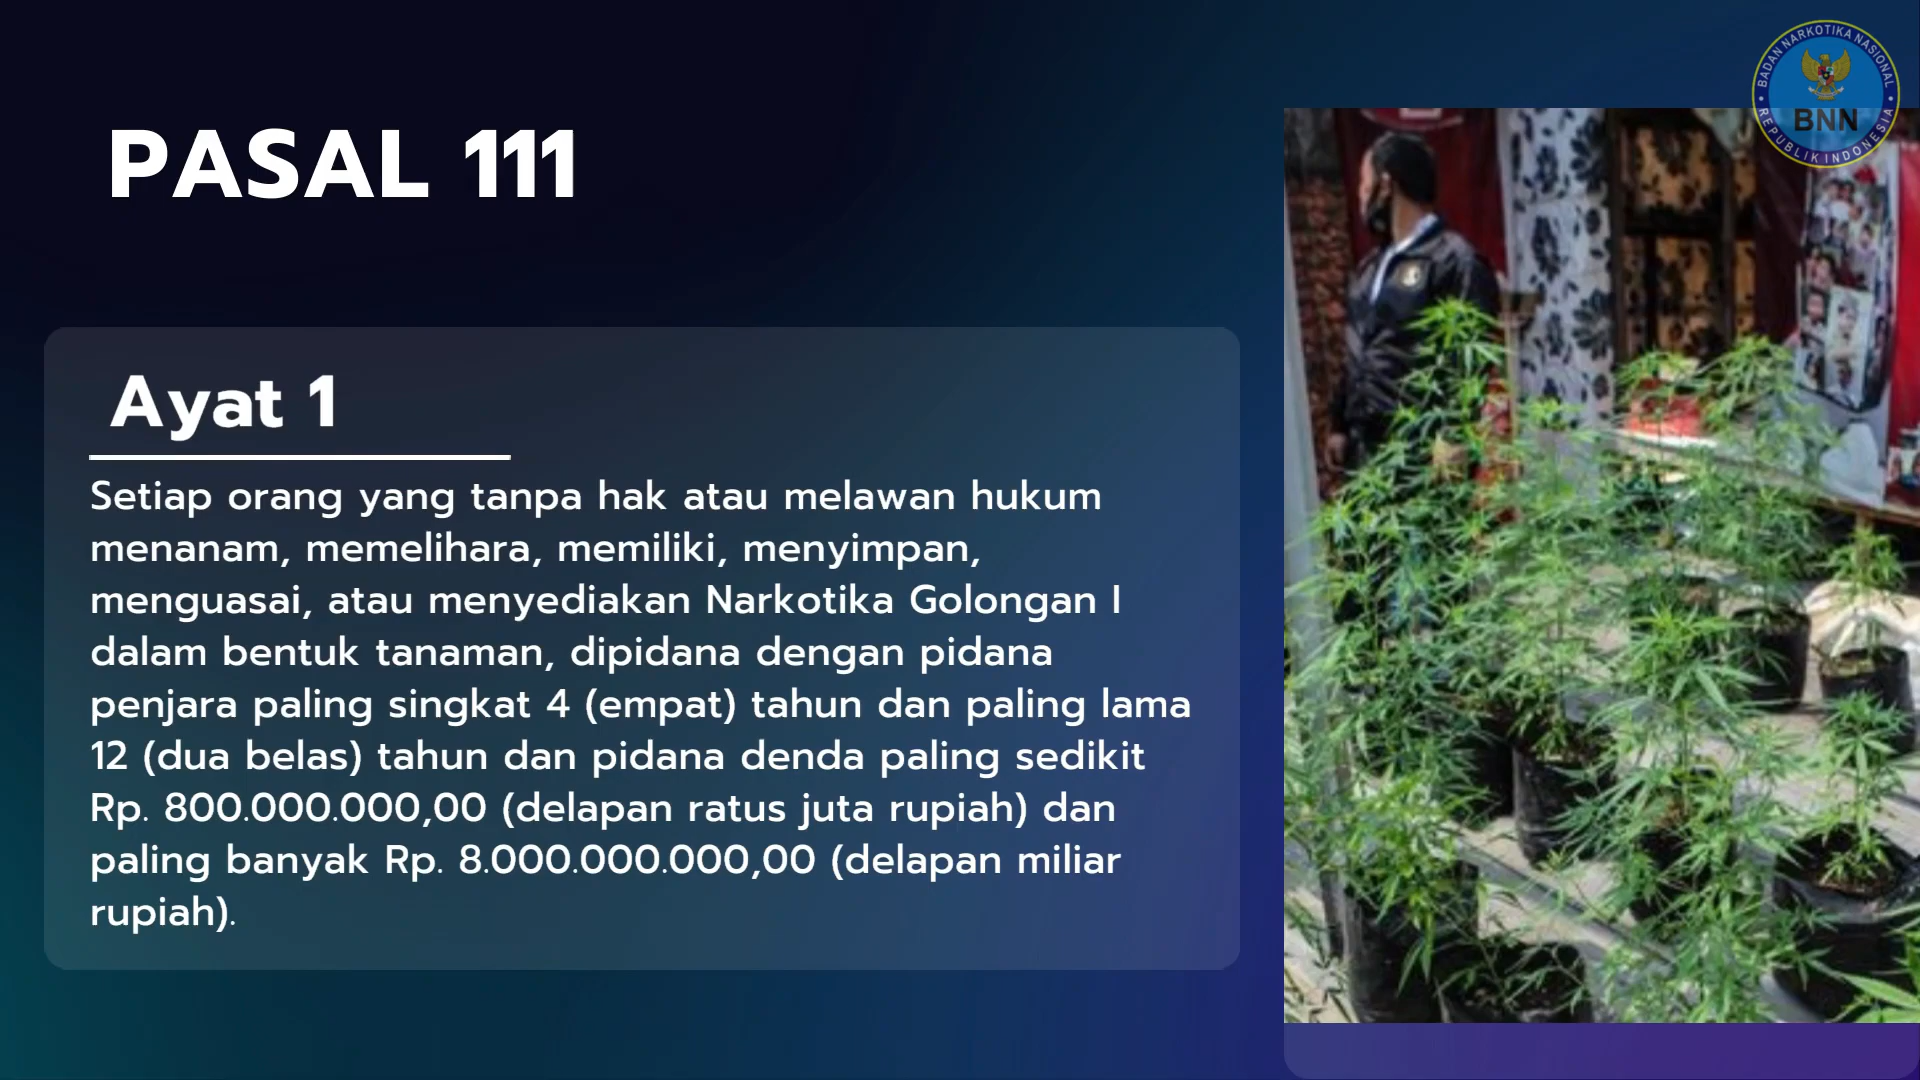 BADAN NARKOTIKA NASIONAL
BNN
REPUBLIK INDONESIA
PASAL 111
Ayat 1
Setiap orang yang tanpa hak atau melawan hukum
menanam, memelihara, memiliki, menyimpan,
menguasai, atau menyediakan Narkotika Golongan I
dalam bentuk tanaman, dipidana dengan pidana
penjara paling singkat 4 (empat) tahun dan paling lama
12 (dua belas) tahun dan pidana denda paling sedikit
Rp. 800.000.000,00 (delapan ratus juta rupiah) dan
paling banyak Rp. 8.000.000.000,00 (delapan miliar
rupiah).